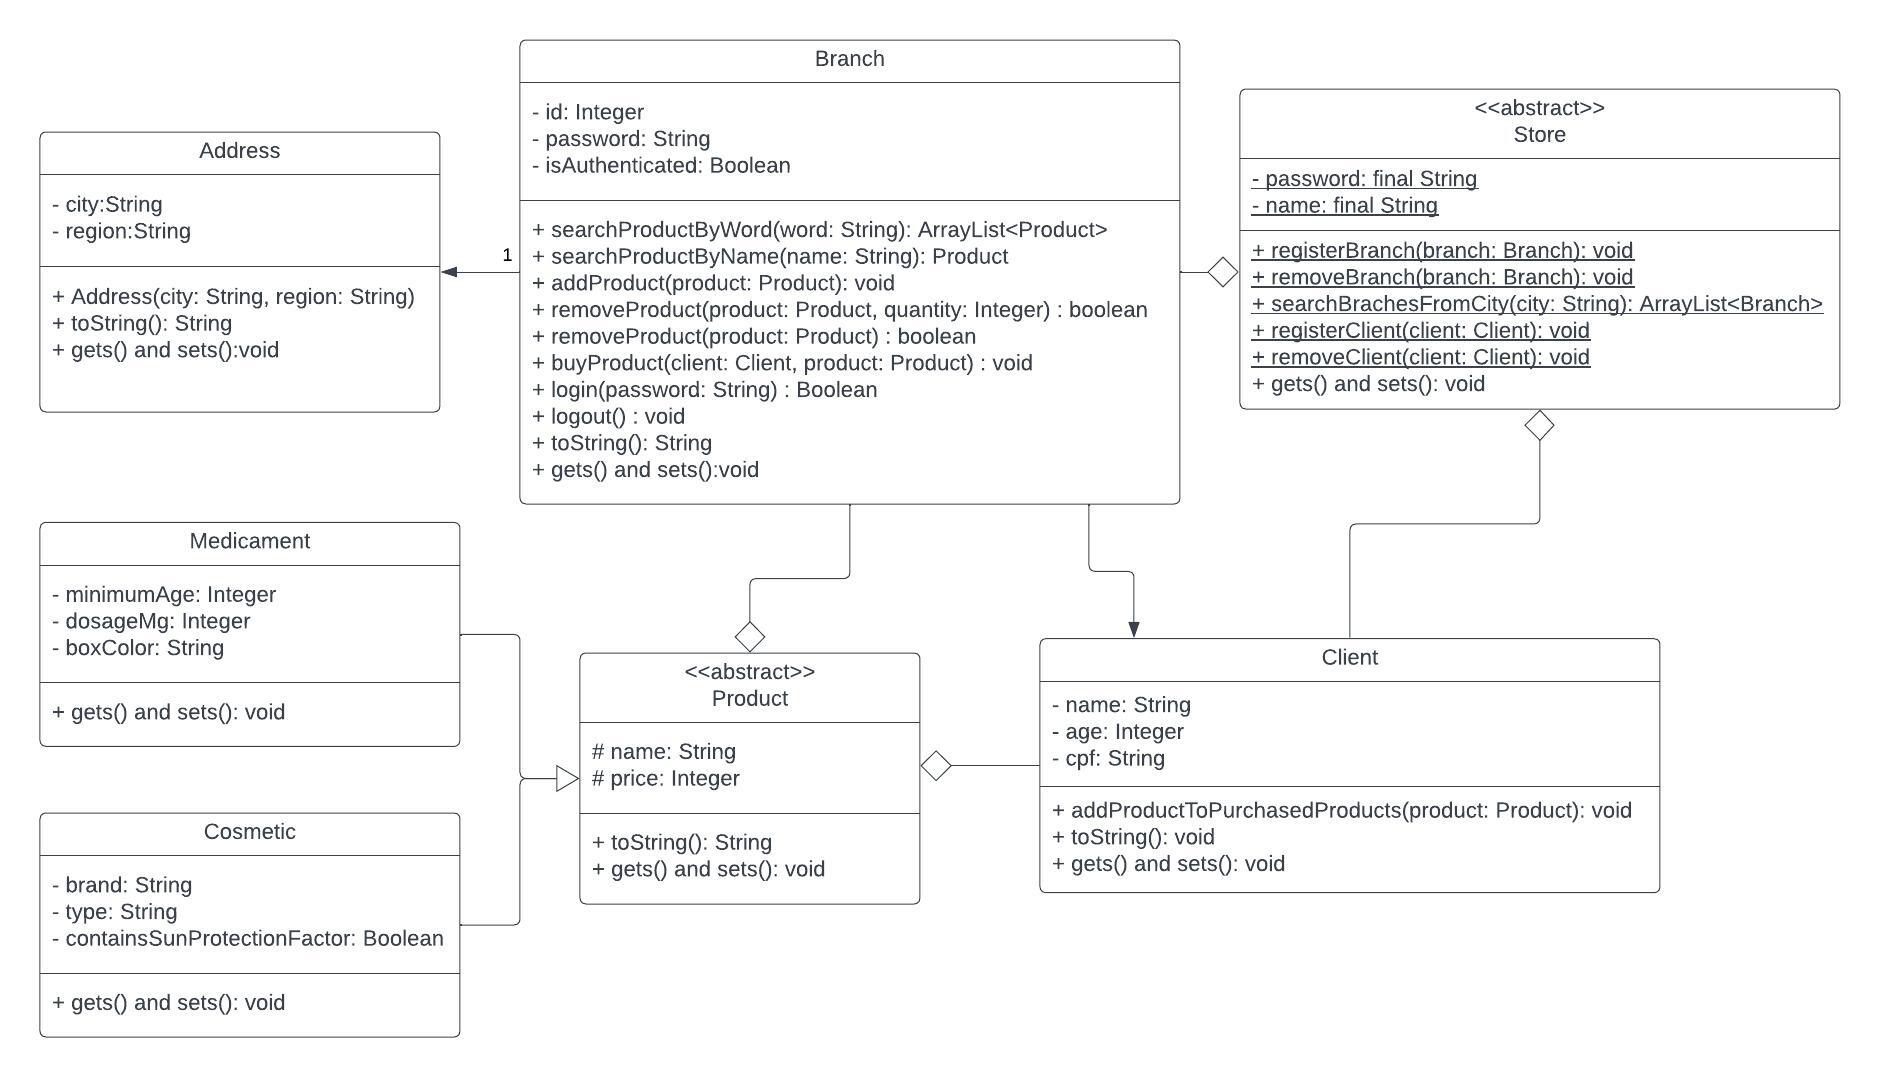 Branch
- id: Integer
- password: String
- isAuthenticated: Boolean
+ searchProductByWord(word: String): ArrayList<Product>
+ searchProductByName(name: String): Product
+ addProduct(product: Product): void
+ removeProduct(product: Product, quantity: Integer) : boolean
+ removeProduct(product: Product) : boolean
+ buyProduct(client: Client, product: Product) : void
+ login(password: String) : Boolean
+ logout() : void
+ toString(): String
+ gets() and sets():void
<<abstract>>
Store
- password: final String
- name: final String
+ registerBranch(branch: Branch): void
+ removeBranch(branch: Branch): void
+ searchBrachesFromCity(city: String): ArrayList<Branch>
+ registerClient(client: Client): void
+ removeClient(client: Client): void
+ gets() and sets(): void
Address
- city:String
- region:String
+ Address(city: String, region: String)
+ toString(): String
+ gets() and sets():void
1
Medicament
- minimumAge: Integer
- dosageMg: Integer
- boxColor: String
+ gets() and sets(): void
<<abstract>>
Product
# name: String
# price: Integer
+ toString(): String
+ gets() and sets(): void
Client
- name: String
- age: Integer
- cpf: String
+ addProductToPurchasedProducts(product: Product): void
+ toString(): void
+ gets() and sets(): void
Cosmetic
- brand: String
- type: String
- containsSunProtectionFactor: Boolean
+ gets() and sets(): void